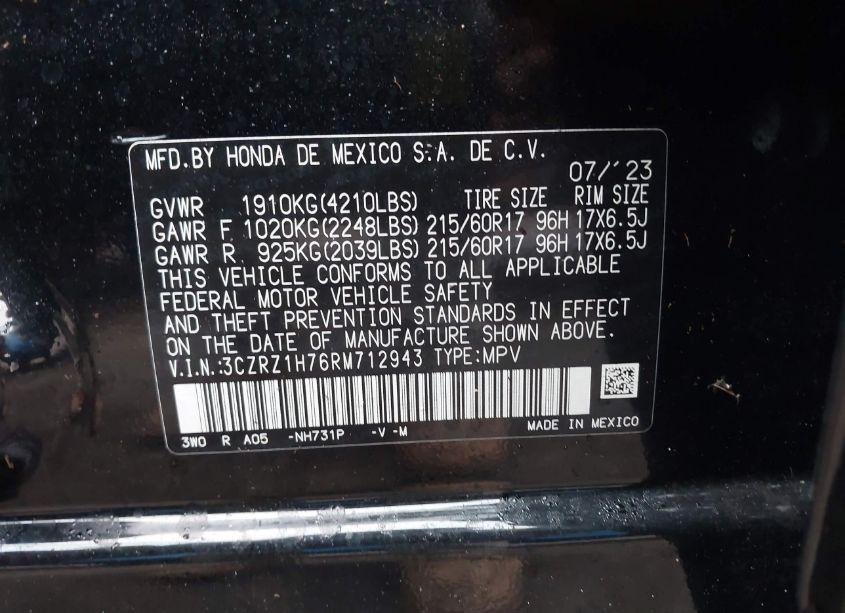 MFD.BY HONDA DE MEXICO S.A. DE C.V.
07/'23
GVWR 1910KG(4210LBS) TIRE SIZE RIM SIZE
GAWR F 1020KG(2248LBS) 215/60R17 96H 17X6.5J
GAWR R 925KG(2039LBS) 215/60R17 96H 17X6.5J
THIS VEHICLE CONFORMS TO ALL APPLICABLE
FEDERAL MOTOR VEHICLE SAFETY
AND THEFT PREVENTION STANDARDS IN EFFECT
ON THE DATE OF MANUFACTURE SHOWN ABOVE.
V.I.N.:3CZRZ1H76RM712943 TYPE:MPV
3W0 R A05 -NH731P -V -M MADE IN MEXICO